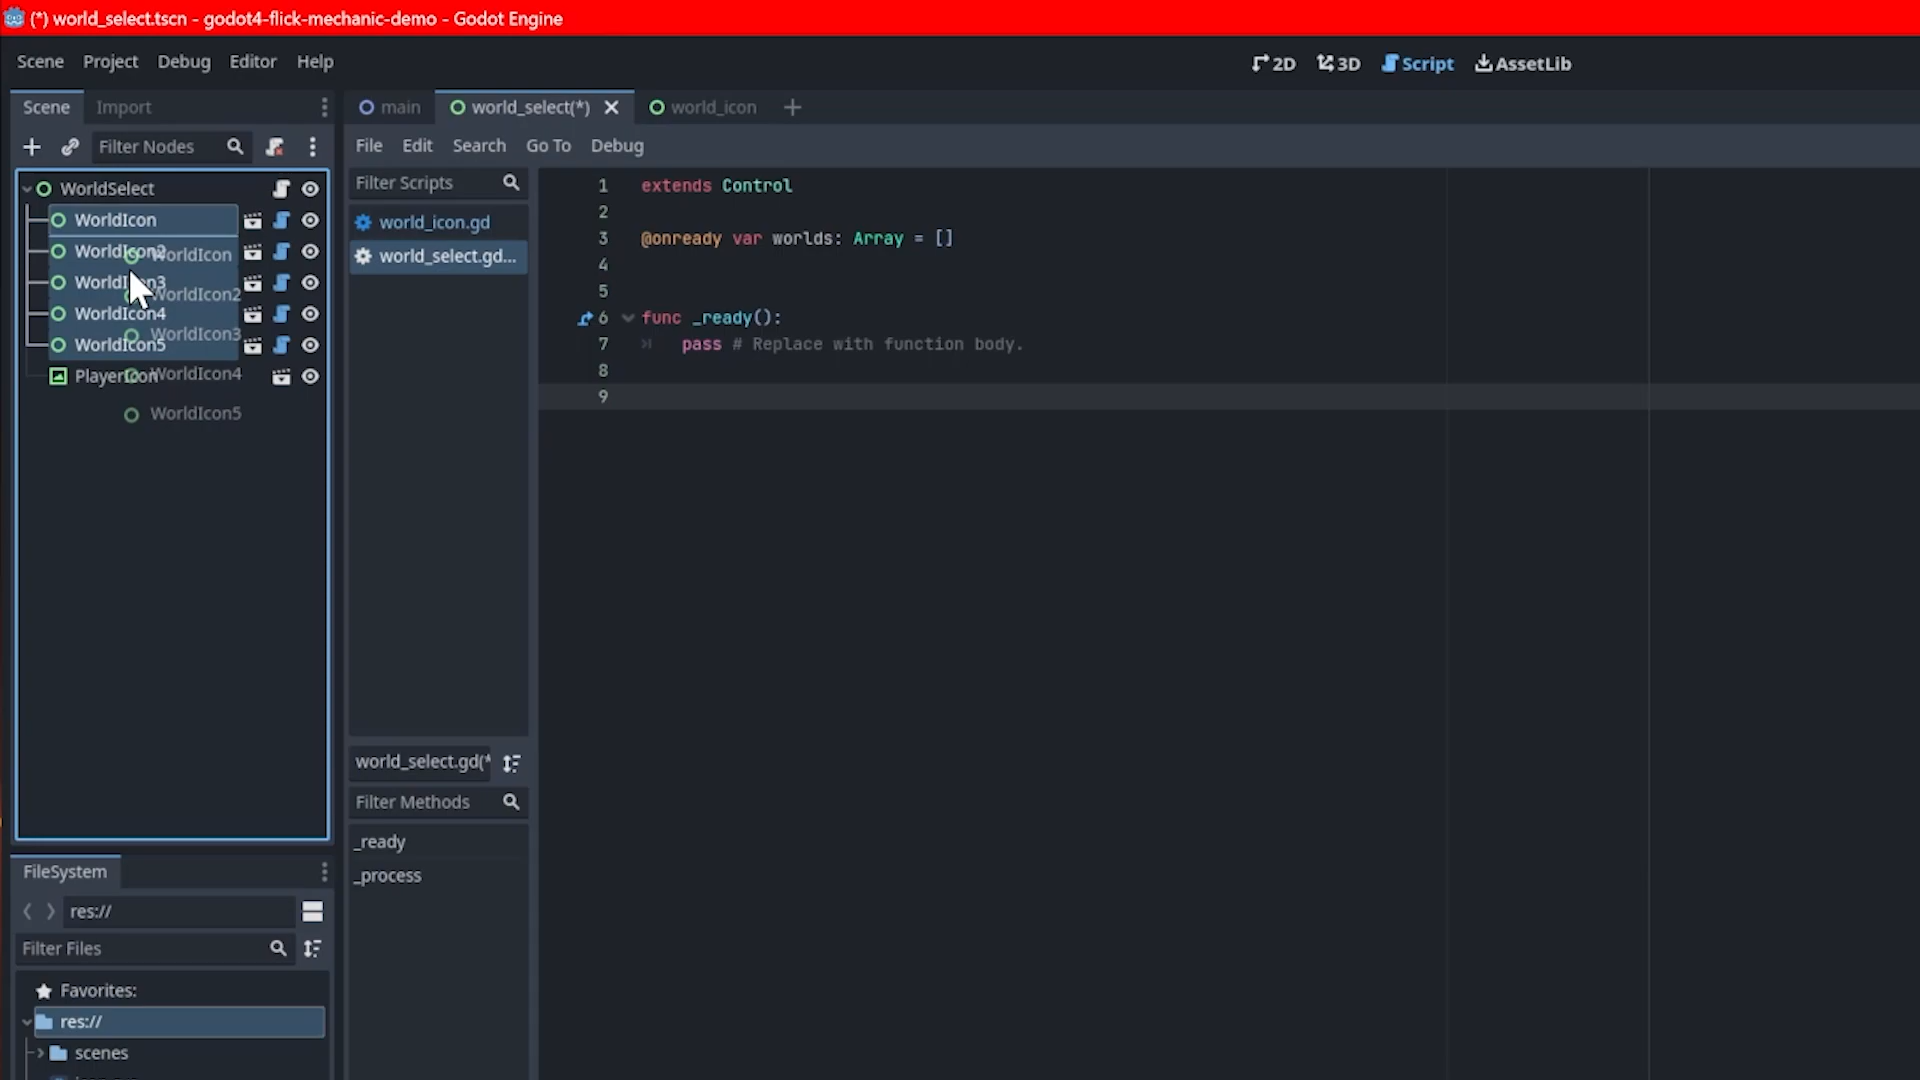 (*) world_select.tscn - godot4-flick-mechanic-demo - Godot Engine
Scene Project Debug Editor Help
2D 3D Script AssetLib
Scene Import
main world_select(*) world_icon
Filter Nodes
File Edit Search Go To Debug
WorldSelect
WorldIcon
WorldIcon2
WorldIcon3
WorldIcon4
WorldIcon5
PlayerIcon
WorldIcon
WorldIcon2
WorldIcon3
WorldIcon4
WorldIcon5
Filter Scripts
world_icon.gd
world_select.gd...
1 extends Control
2
3 @onready var worlds: Array = []
4
5
6 func _ready():
7 pass # Replace with function body.
8
9
world_select.gd(*
Filter Methods
_ready
_process
FileSystem
res://
Filter Files
Favorites:
res://
scenes